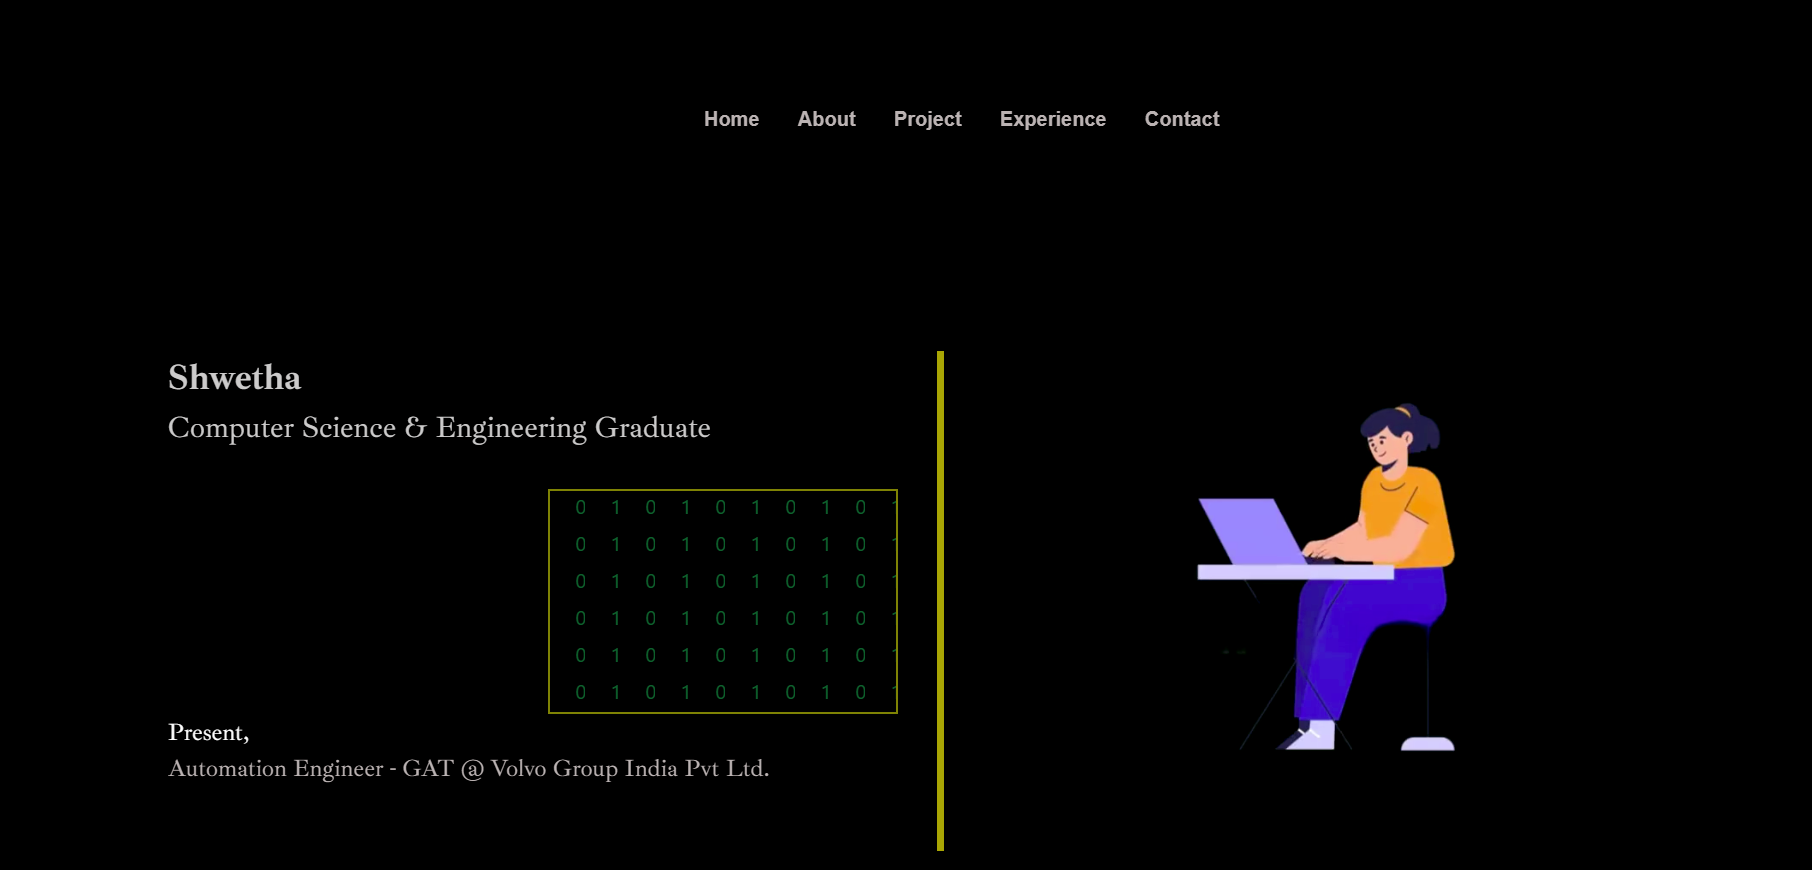 Home About Project Experience Contact
Shwetha
Computer Science & Engineering Graduate
0 1 0 1 0 1 0 1 0 1
0 1 0 1 0 1 0 1 0 1
0 1 0 1 0 1 0 1 0 1
0 1 0 1 0 1 0 1 0 1
0 1 0 1 0 1 0 1 0 1
0 1 0 1 0 1 0 1 0 1
Present,
Automation Engineer - GAT @ Volvo Group India Pvt Ltd.